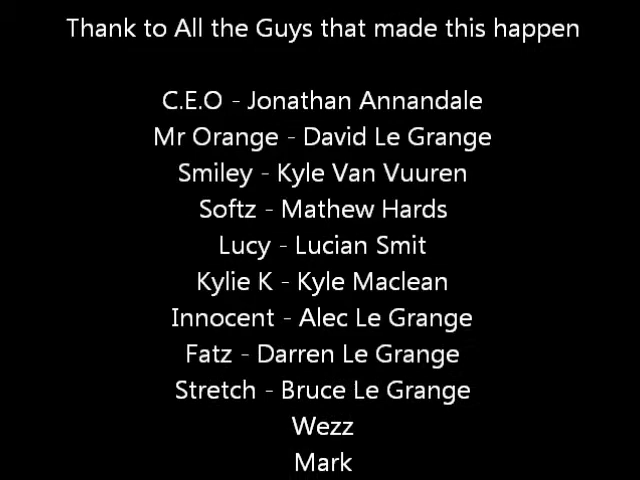 Thank to All the Guys that made this happen
C.E.O - Jonathan Annandale
Mr Orange - David Le Grange
Smiley - Kyle Van Vuuren
Softz - Mathew Hards
Lucy - Lucian Smit
Kylie K - Kyle Maclean
Innocent - Alec Le Grange
Fatz - Darren Le Grange
Stretch - Bruce Le Grange
Wezz
Mark